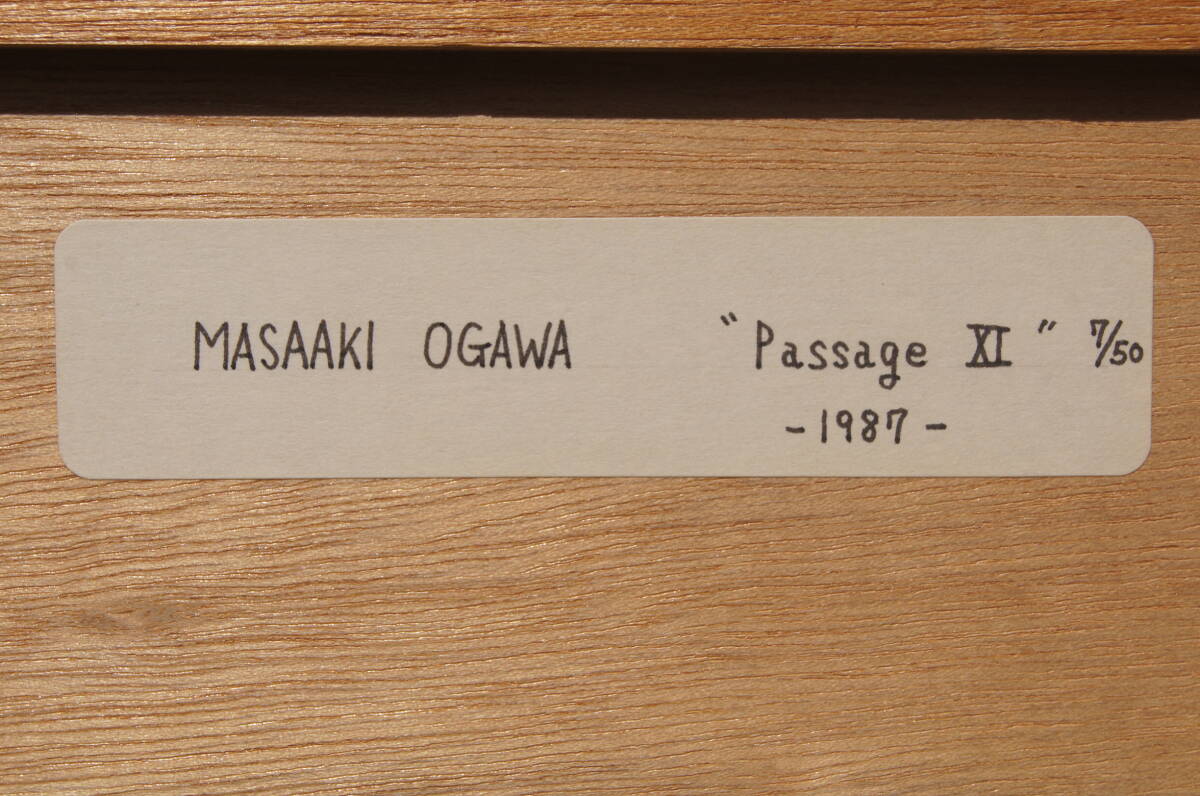 MASAAKI OGAWA "Passage XI" 7/50
-1987-